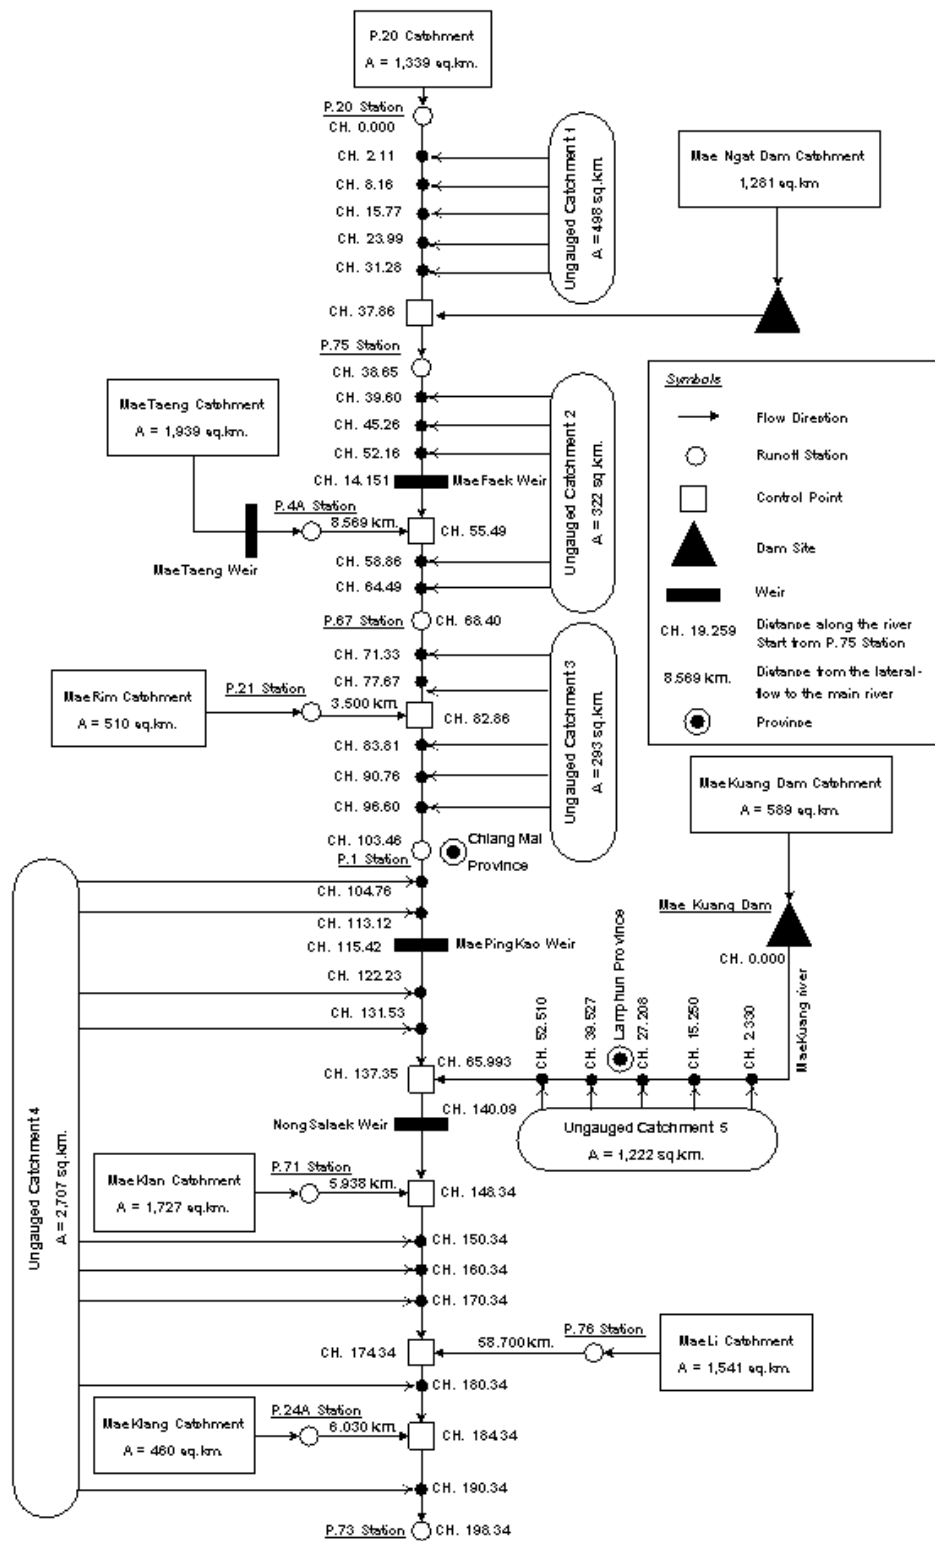 P.20 Catchment
A = 1,339 sq.km.
P.20 Station
CH. 0.000
CH. 2.11
CH. 8.16
CH. 15.77
CH. 23.99
CH. 31.28
Ungauged Catchment 1
A = 498 sq.km.
Mae Ngat Dam Catchment
1,281 sq.km
CH. 37.86
P.75 Station
CH. 38.65
CH. 39.60
CH. 45.26
CH. 52.16
Ungauged Catchment 2
A = 322 sq.km.
Symbols
Flow Direction
Runoff Station
Control Point
Dam Site
Weir
CH. 19.259
Distance along the river
Start from P.75 Station
8.569 km.
Distance from the lateral-
flow to the main river
Province
MaeTaeng Catchment
A = 1,939 sq.km.
CH. 14.151
MaeFaek Weir
P.4A Station
8.569 km.
CH. 55.49
MaeTaeng Weir
CH. 58.86
CH. 64.49
P.67 Station
CH. 68.40
CH. 71.33
CH. 77.67
Ungauged Catchment 3
A = 293 sq.km.
MaeRim Catchment
A = 510 sq.km.
P.21 Station
3.500 km.
CH. 82.86
CH. 83.81
CH. 90.76
CH. 96.60
CH. 103.46
P.1 Station
Chiang Mai
Province
MaeKuang Dam Catchment
A = 589 sq.km.
Mae Kuang Dam
CH. 0.000
MaeKuang river
CH. 104.76
CH. 113.12
CH. 115.42
MaePingKao Weir
CH. 122.23
CH. 131.53
CH. 52.510
CH. 39.527
Lamphun Province
CH. 27.208
CH. 15.250
CH. 2.330
CH. 137.35
CH. 65.993
Ungauged Catchment 5
A = 1,222 sq.km.
CH. 140.09
NongSalaek Weir
Ungauged Catchment 4
A = 2,707 sq.km.
MaeKlan Catchment
A = 1,727 sq.km.
P.71 Station
5.938 km.
CH. 148.34
CH. 150.34
CH. 160.34
CH. 170.34
CH. 174.34
58.700 km.
P.76 Station
MaeLi Catchment
A = 1,541 sq.km.
CH. 180.34
MaeKlang Catchment
A = 460 sq.km.
P.24A Station
6.030 km.
CH. 184.34
CH. 190.34
P.73 Station
CH. 198.34